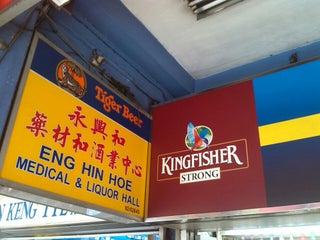 Tiger Beer
永興和
藥材和酒業中心
ENG HIN HOE
MEDICAL & LIQUOR HALL
KINGFISHER
STRONG
KENG